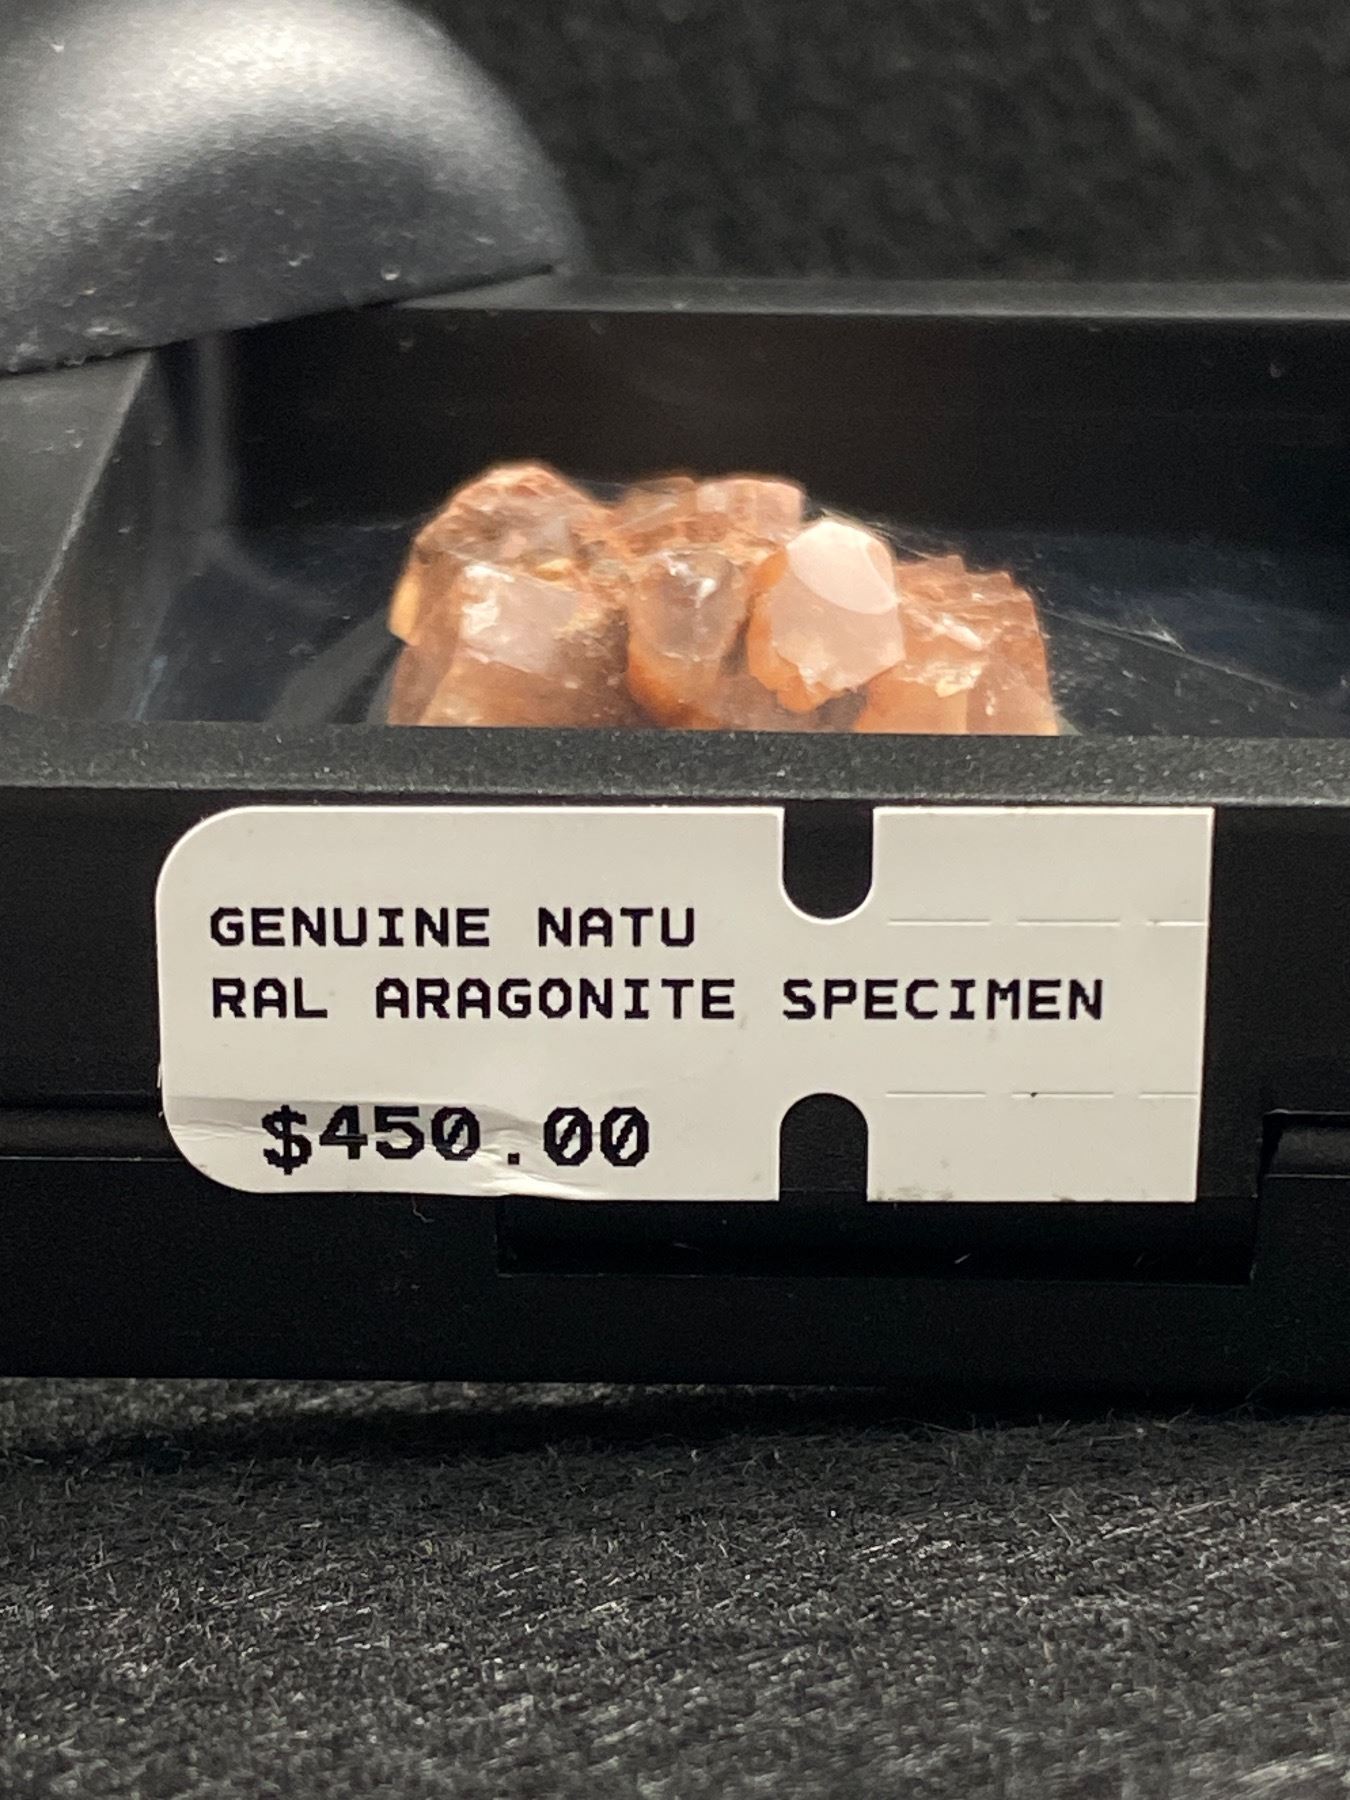 GENUINE NATU
RAL ARAGONITE SPECIMEN
$450.00